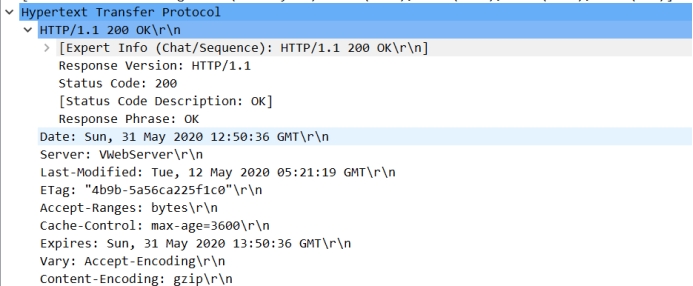 Hypertext Transfer Protocol
HTTP/1.1 200 OK\r\n
[Expert Info (Chat/Sequence): HTTP/1.1 200 OK\r\n]
Response Version: HTTP/1.1
Status Code: 200
[Status Code Description: OK]
Response Phrase: OK
Date: Sun, 31 May 2020 12:50:36 GMT\r\n
Server: VWebServer\r\n
Last-Modified: Tue, 12 May 2020 05:21:19 GMT\r\n
ETag: "4b9b-5a56ca225f1c0"\r\n
Accept-Ranges: bytes\r\n
Cache-Control: max-age=3600\r\n
Expires: Sun, 31 May 2020 13:50:36 GMT\r\n
Vary: Accept-Encoding\r\n
Content-Encoding: gzip\r\n